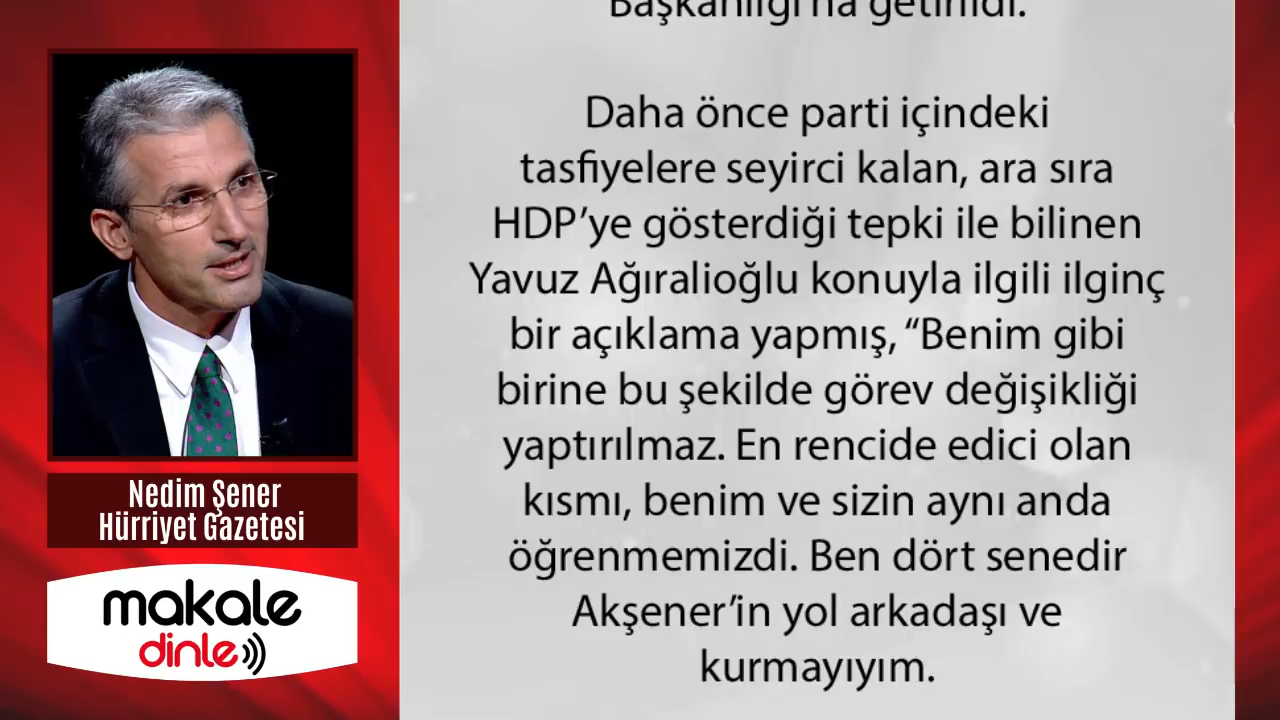 Başkanlığı'na getirildi.
Daha önce parti içindeki
tasfiyelere seyirci kalan, ara sıra
HDP’ye gösterdiği tepki ile bilinen
Yavuz Ağıralioğlu konuyla ilgili ilginç
bir açıklama yapmış, “Benim gibi
birine bu şekilde görev değişikliği
yaptırılmaz. En rencide edici olan
kısmı, benim ve sizin aynı anda
öğrenmemizdi. Ben dört senedir
Akşener’in yol arkadaşı ve
kurmayıyım.
Nedim Şener
Hürriyet Gazetesi
makale
dinle